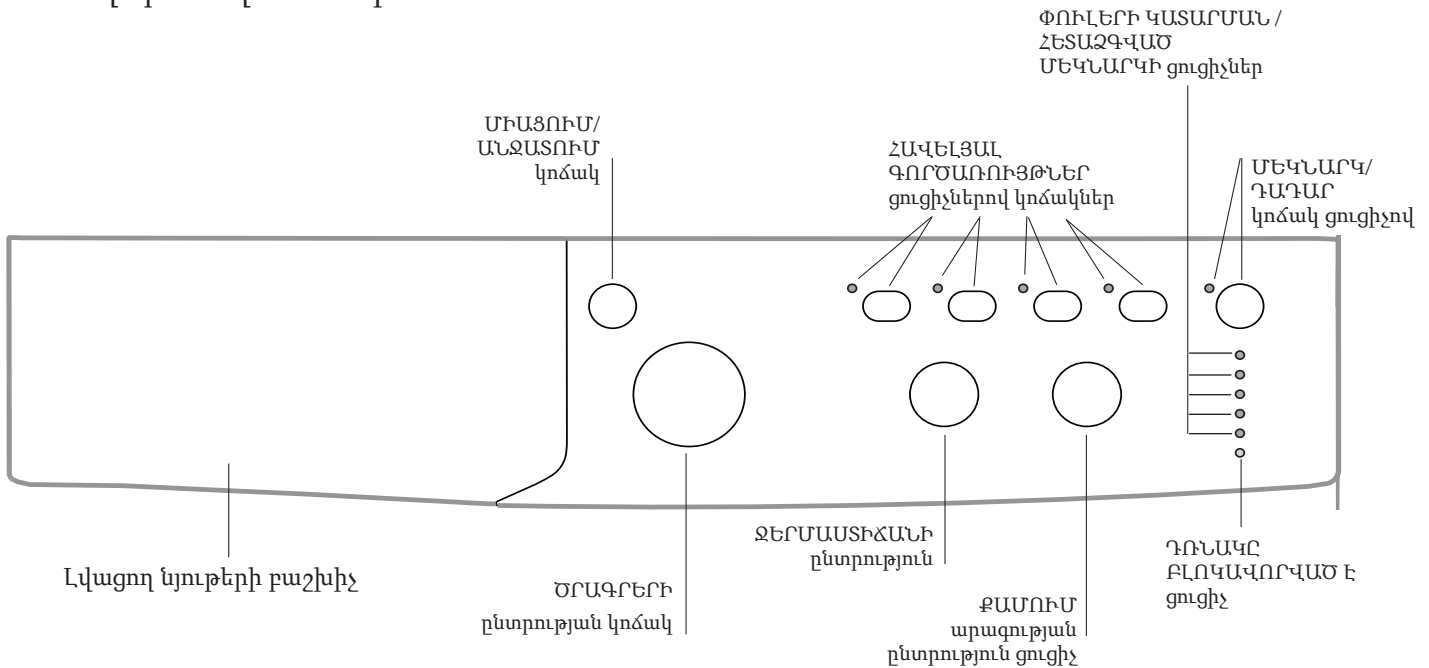 ՓՈՒԼԵՐԻ ԿԱՏԱՐՄԱՆ /
ՀԵՏԱՁԳՎԱԾ
ՄԵԿՆԱՐԿԻ ցուցիչներ
ՄԻԱՑՈՒՄ/
ԱՆՋԱՏՈՒՄ
կոճակ
ՀԱՎԵԼՅԱԼ
ԳՈՐԾԱՌՈՒՅԹՆԵՐ
ցուցիչներով կոճակներ
ՄԵԿՆԱՐԿ/
ԴԱԴԱՐ
կոճակ ցուցիչով
Լվացող նյութերի բաշխիչ
ԾՐԱԳՐԵՐԻ
ընտրության կոճակ
ՋԵՐՄԱՍՏԻՃԱՆԻ
ընտրություն
ՔԱՄՈՒՄ
արագության
ընտրություն ցուցիչ
ԴՌՆԱԿԸ
ԲԼՈԿԱՎՈՐՎԱԾ Է
ցուցիչ